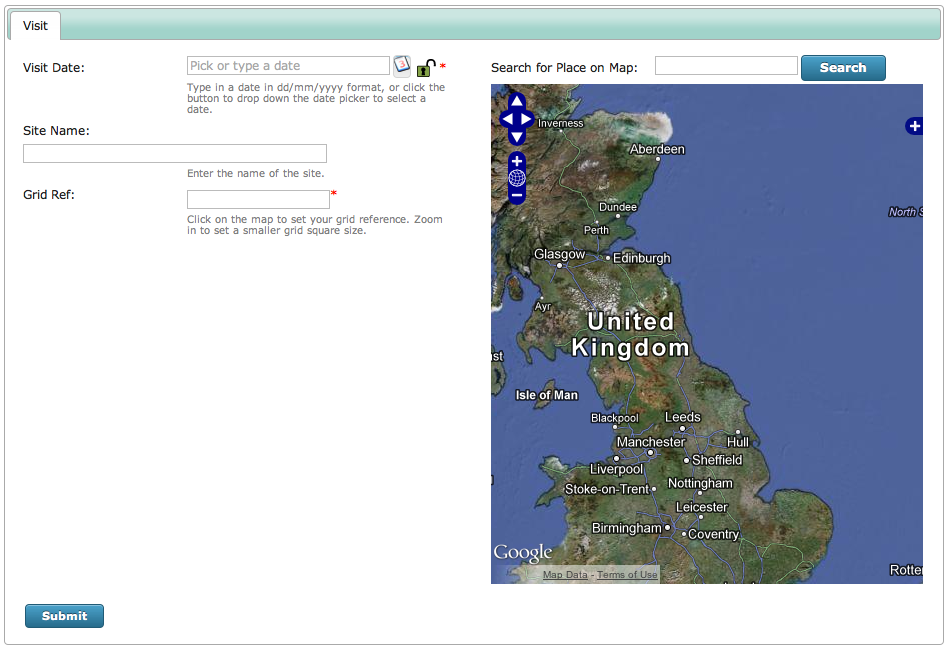 Visit
Visit Date:
Pick or type a date
3
*
Type in a date in dd/mm/yyyy format, or click the
button to drop down the date picker to select a
date.
Site Name:
Enter the name of the site.
Grid Ref:
*
Click on the map to set your grid reference. Zoom
in to set a smaller grid square size.
Search for Place on Map:
Search
Inverness
Aberdeen
North S
Dundee
Perth
Glasgow
Edinburgh
Ayr
United
Kingdom
st
Isle of Man
Blackpool
Leeds
Manchester
Hull
Liverpool
Sheffield
Stoke-on-Trent
Nottingham
Leicester
Birmingham
Coventry
Google
Rotter
Map Data - Terms of Use
Submit